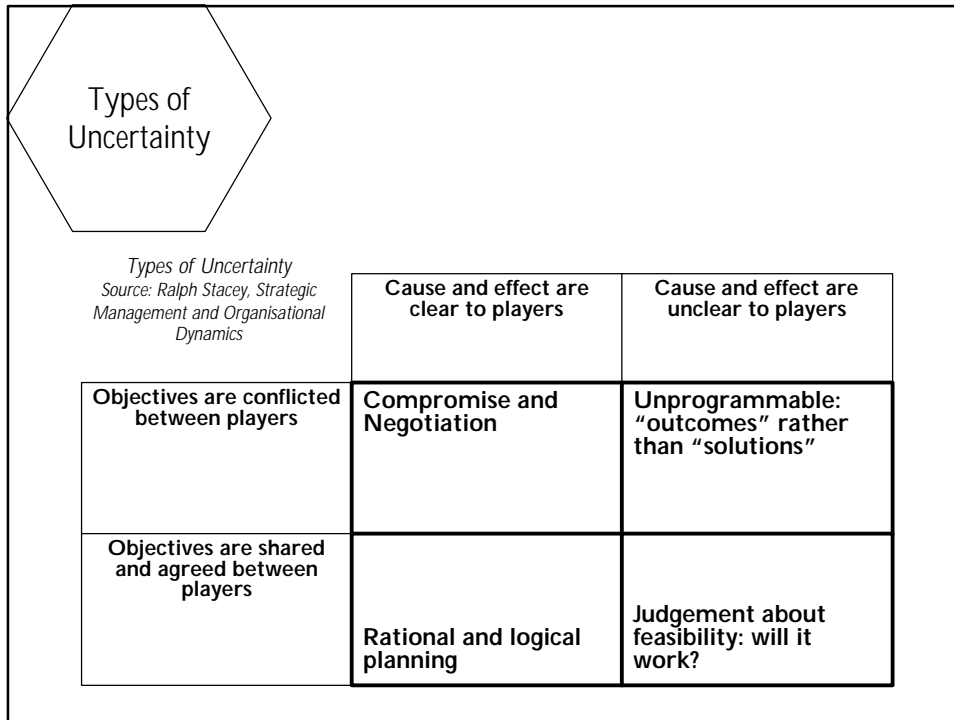 Types of
Uncertainty
Types of Uncertainty
Source: Ralph Stacey, Strategic
Management and Organisational
Dynamics
Cause and effect are
clear to players
Cause and effect are
unclear to players
Objectives are conflicted
between players
Compromise and
Negotiation
Unprogrammable:
“outcomes” rather
than “solutions”
Objectives are shared
and agreed between
players
Rational and logical
planning
Judgement about
feasibility: will it
work?